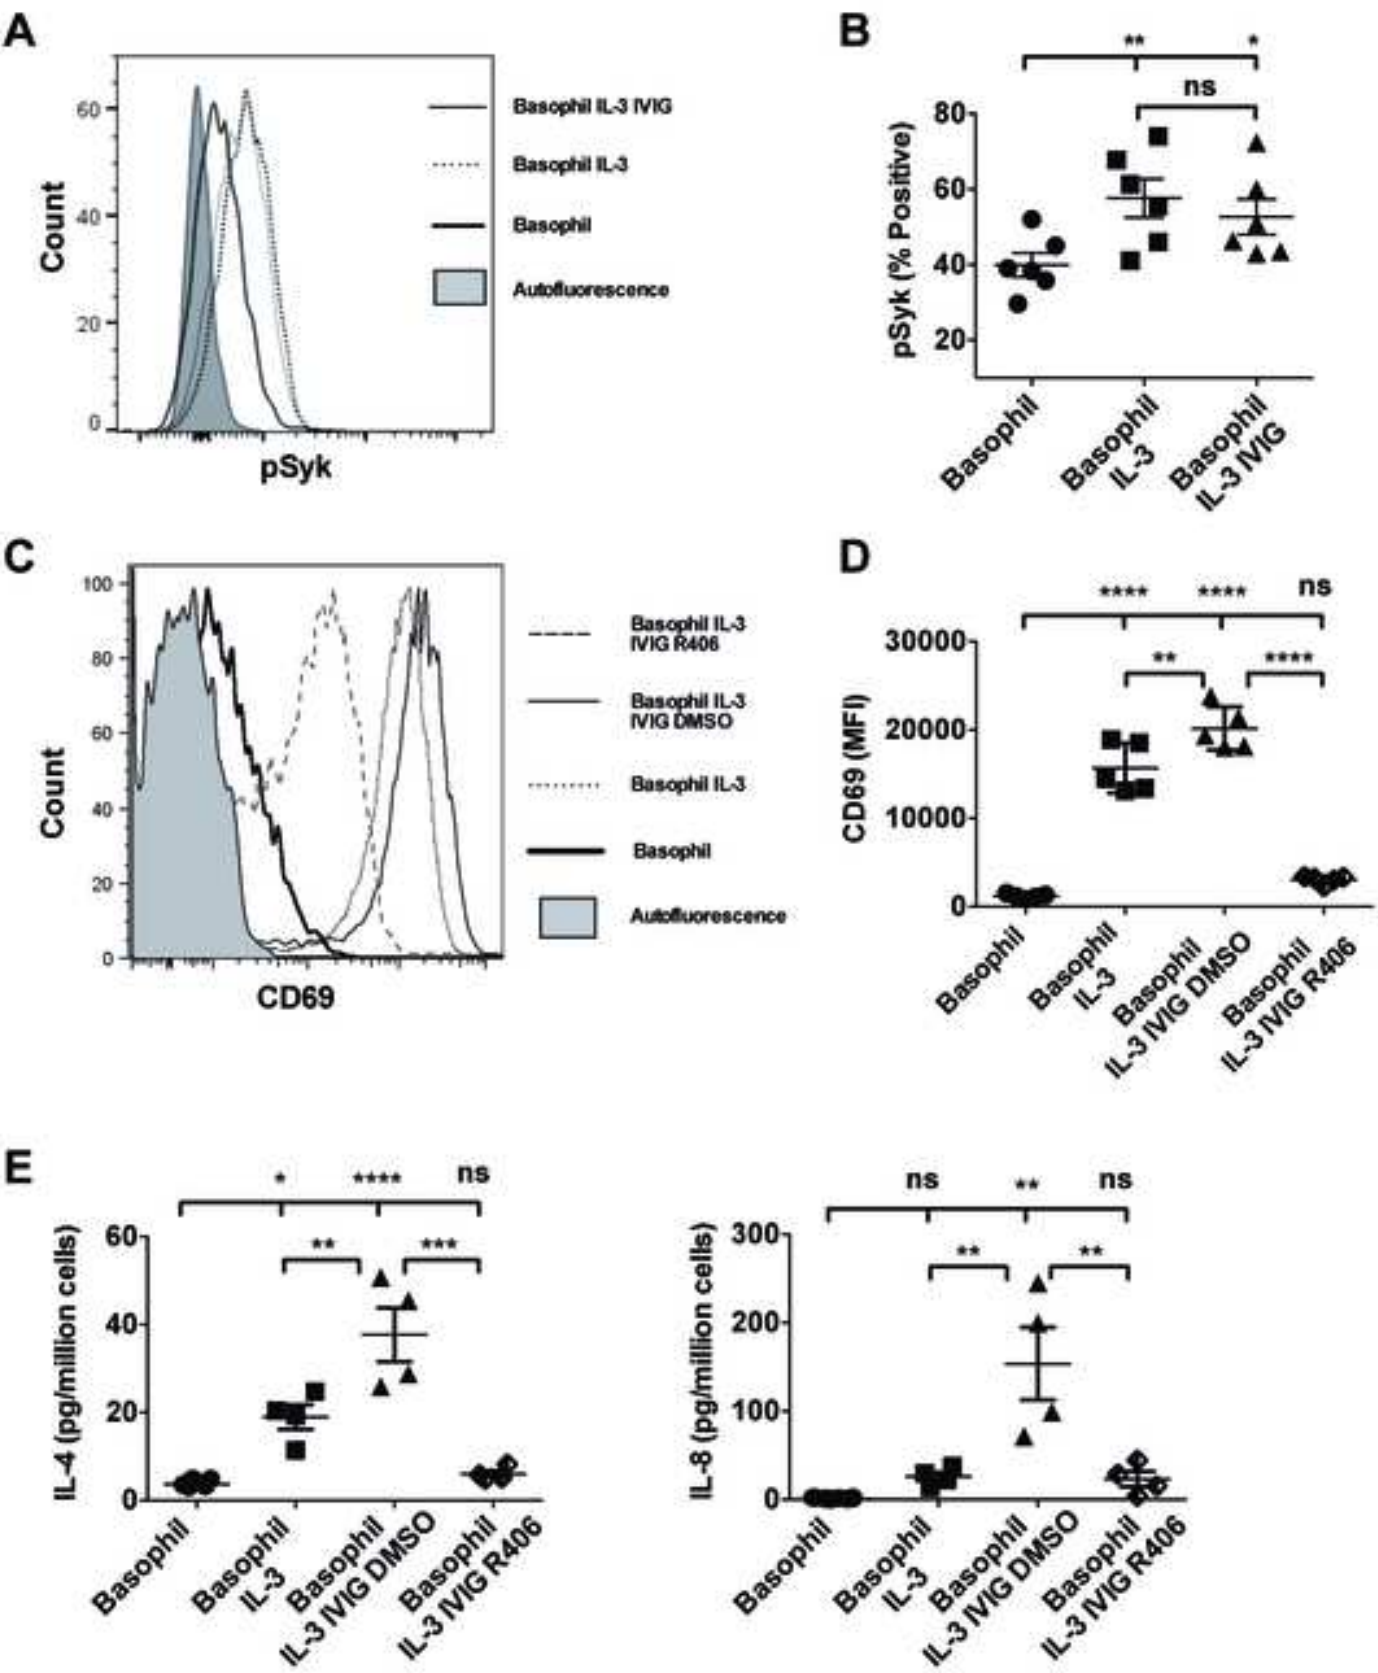 A
Count
60
40
20
0
pSyk
Basophil IL-3 IVIG
Basophil IL-3
Basophil
Autofluorescence
B
** *
ns
pSyk (% Positive)
80
60
40
20
Basophil
Basophil
IL-3
Basophil
IL-3 IVIG
C
Count
100
80
60
40
20
0
CD69
Basophil IL-3
IVIG R406
Basophil IL-3
IVIG DMSO
Basophil IL-3
Basophil
Autofluorescence
D
**** **** ns
** ****
CD69 (MFI)
30000
20000
10000
0
Basophil
Basophil
IL-3
Basophil
IL-3 IVIG DMSO
Basophil
IL-3 IVIG R406
E
* **** ns
** ***
IL-4 (pg/million cells)
60
40
20
0
Basophil
Basophil
IL-3
Basophil
IL-3 IVIG DMSO
Basophil
IL-3 IVIG R406
ns ** ns
** **
IL-8 (pg/million cells)
300
200
100
0
Basophil
Basophil
IL-3
Basophil
IL-3 IVIG DMSO
Basophil
IL-3 IVIG R406